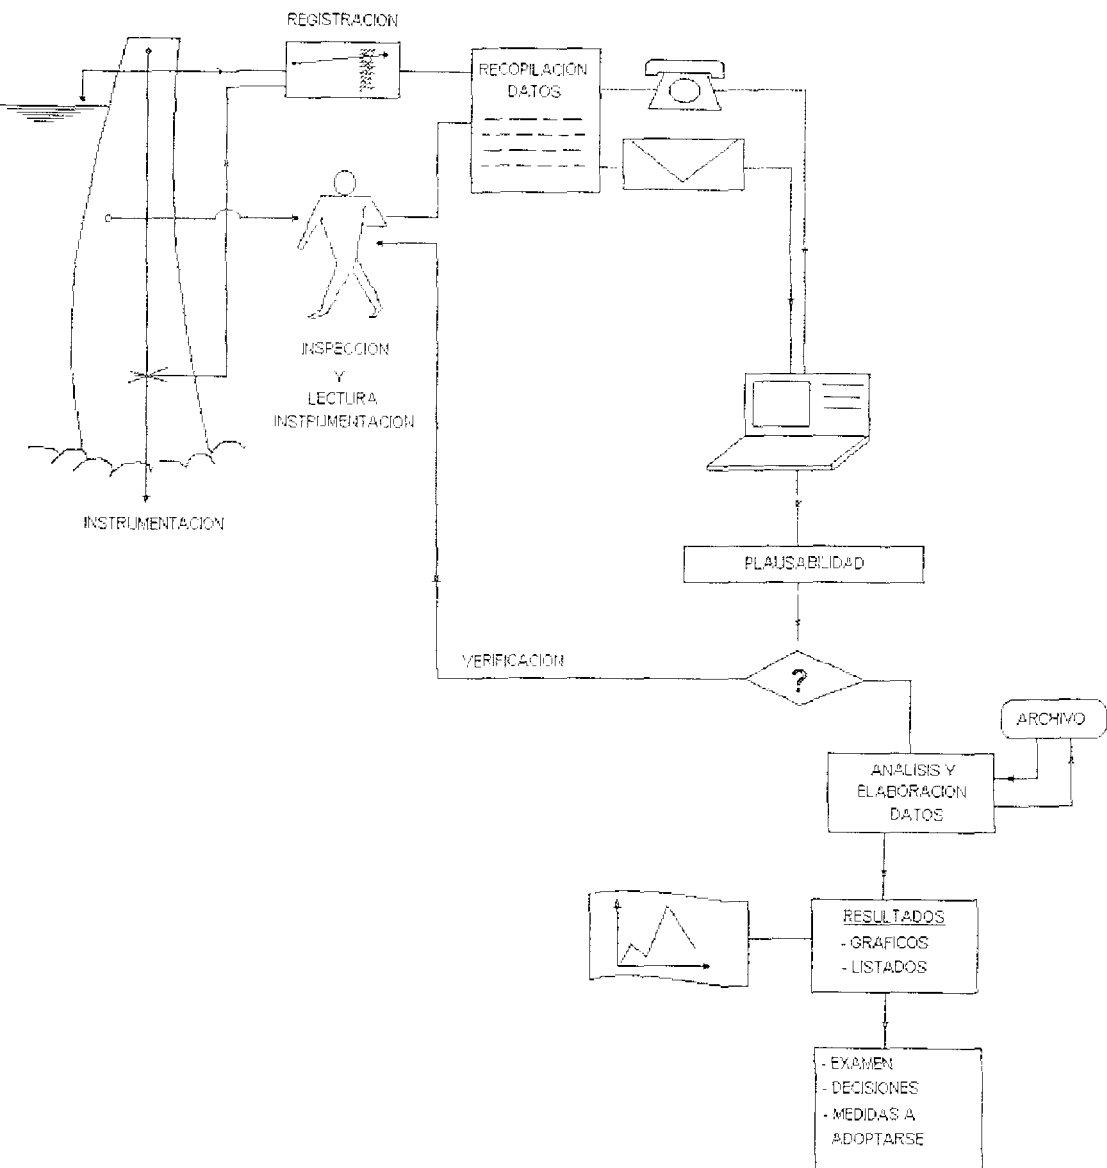 REGISTRACION
RECOPILACION
DATOS
INSPECCION
Y
LECTURA
INSTRUMENTACION
INSTRUMENTACION
PLAUSABILIDAD
VERIFICACION
?
ARCHIVO
ANALISIS Y
ELABORACION
DATOS
RESULTADOS
- GRAFICOS
- LISTADOS
- EXAMEN
- DECISIONES
- MEDIDAS A
ADOPTARSE